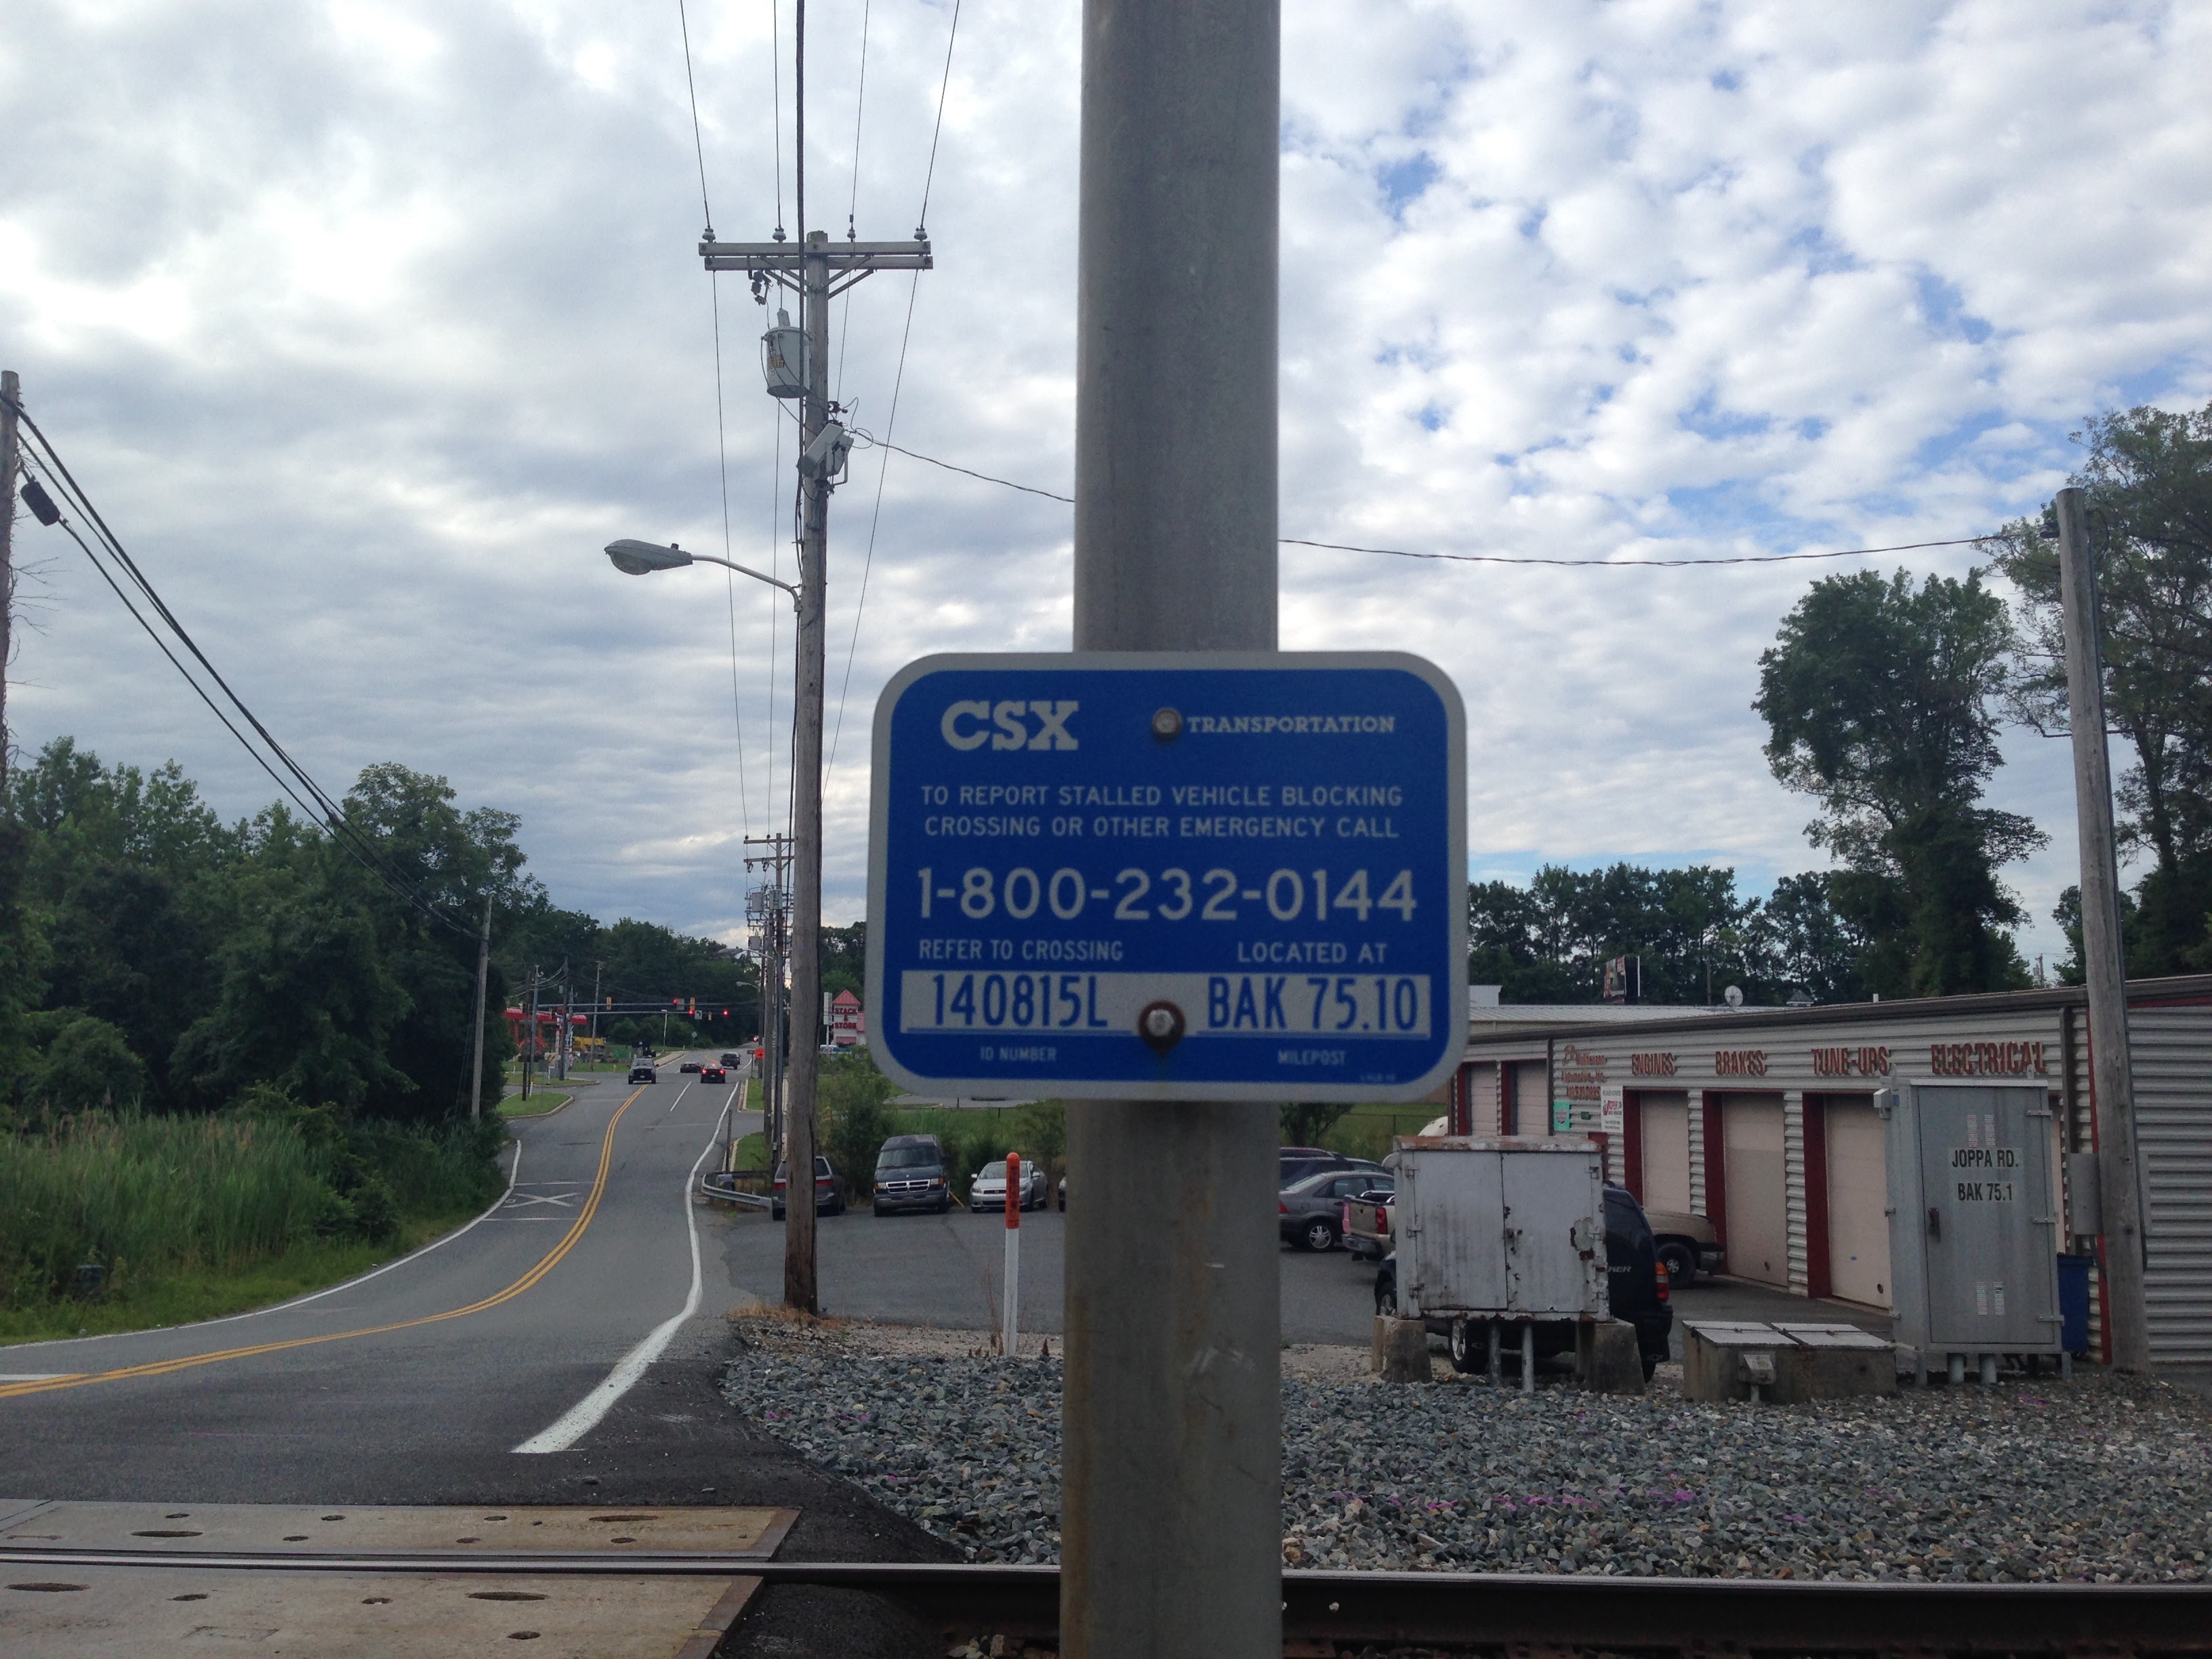 CSX TRANSPORTATION
TO REPORT STALLED VEHICLE BLOCKING
CROSSING OR OTHER EMERGENCY CALL
1-800-232-0144
REFER TO CROSSING LOCATED AT
140815L BAK 75.10
ID NUMBER MILEPOST
STACK
STORE
ENGINES BRAKES TUNE-UPS ELECTRICAL
JOPPA RD.
BAK 75.1